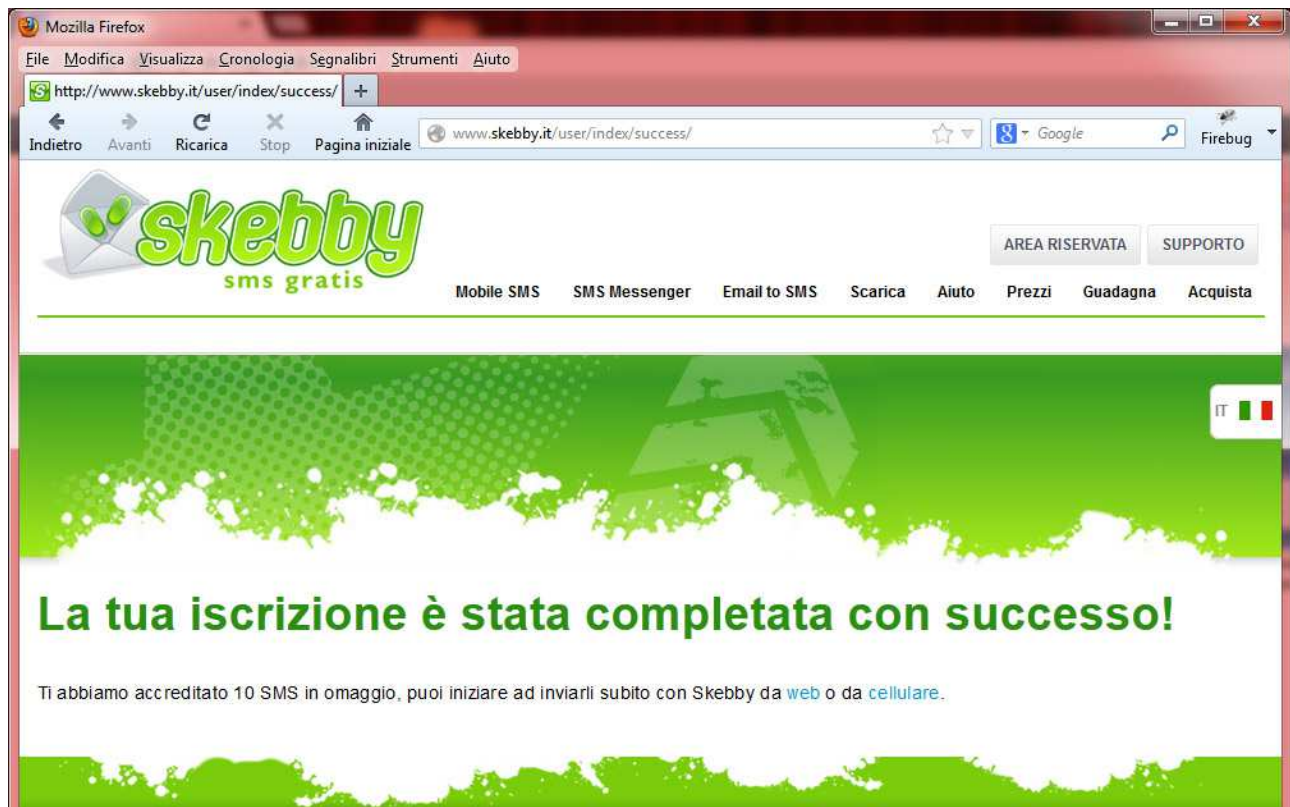 Mozilla Firefox
File Modifica Visualizza Cronologia Segnalibri Strumenti Aiuto
http://www.skebby.it/user/index/success/ +
Indietro Avanti Ricarica Stop Pagina iniziale www.skebby.it/user/index/success/ Google Firebug
skebby
sms gratis
AREA RISERVATA SUPPORTO
Mobile SMS SMS Messenger Email to SMS Scarica Aiuto Prezzi Guadagna Acquista
IT
La tua iscrizione è stata completata con successo!
Ti abbiamo accreditato 10 SMS in omaggio, puoi iniziare ad inviarli subito con Skebby da web o da cellulare.